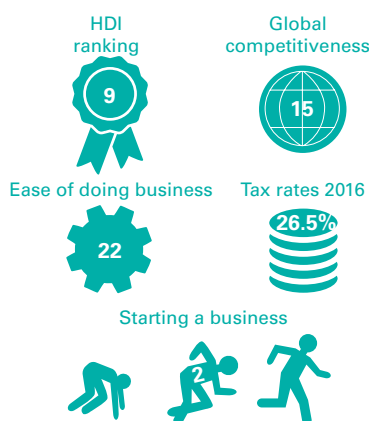 HDI
ranking
9
Global
competitiveness
15
Ease of doing business
22
Tax rates 2016
26.5%
Starting a business
2